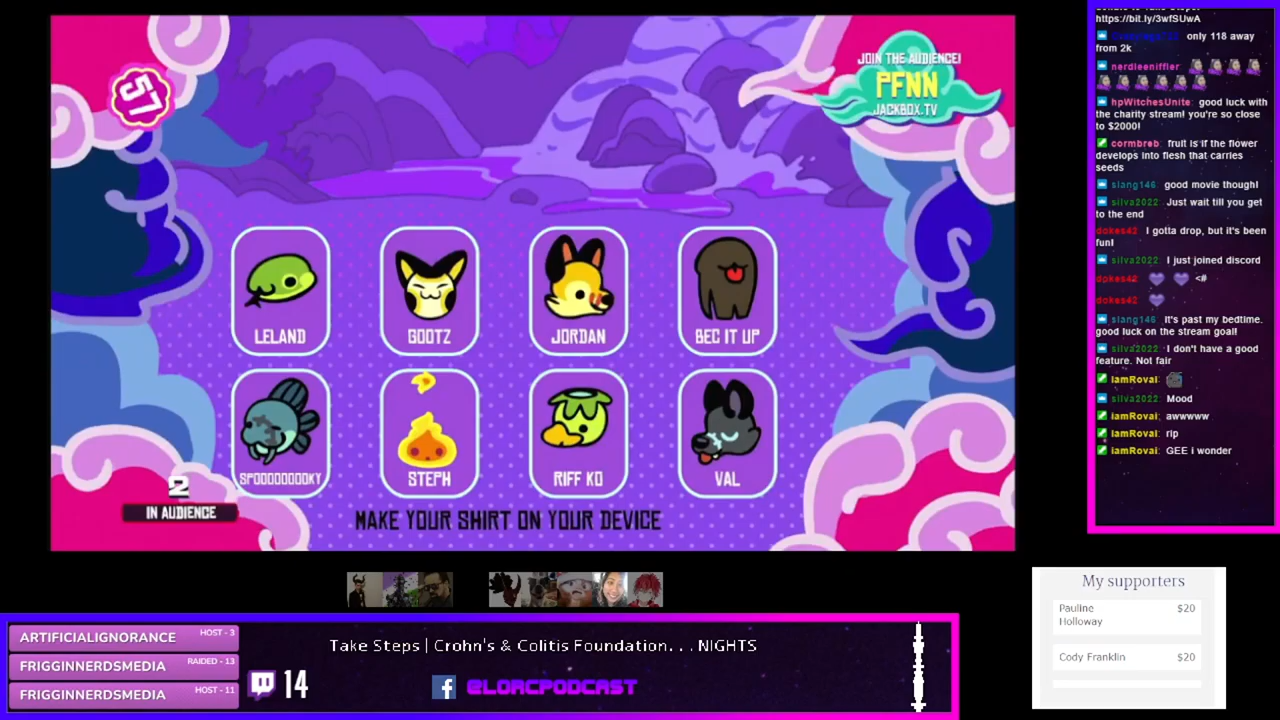 57
JOIN THE AUDIENCE!
PFNN
JACKBOX.TV
LELAND
GOOTZ
JORDAN
BEC IT UP
SPOOOOOOOKY
STEPH
RIFF KO
VAL
2
IN AUDIENCE
MAKE YOUR SHIRT ON YOUR DEVICE
https://bit.ly/3wfSUwA
only 118 away
from 2k
nerdleeniffler:
hpWitchesUnite: good luck with
the charity stream! you're so close
to $2000!
cormbreb: fruit is if the flower
develops into flesh that carries
seeds
slang146 good movie though!
silva2022: Just wait till you get
to the end
dokes42 I gotta drop, but it's been
fun!
silva2022: I just joined discord
dokes42 <#
dokes42
slang146 It's past my bedtime.
good luck on the stream goal!
silva2022: I don't have a good
feature. Not fair
IamRovai:
silva2022: Mood
IamRovai: awwwww
IamRovai: rip
IamRovai: GEE i wonder
ARTIFICIALIGNORANCE HOST - 3
FRIGGINNERDSMEDIA RAIDED - 13
FRIGGINNERDSMEDIA HOST - 11
14
Take Steps | Crohn's & Colitis Foundation. . . NIGHTS
@LORCPODCAST
My supporters
Pauline
Holloway $20
Cody Franklin $20